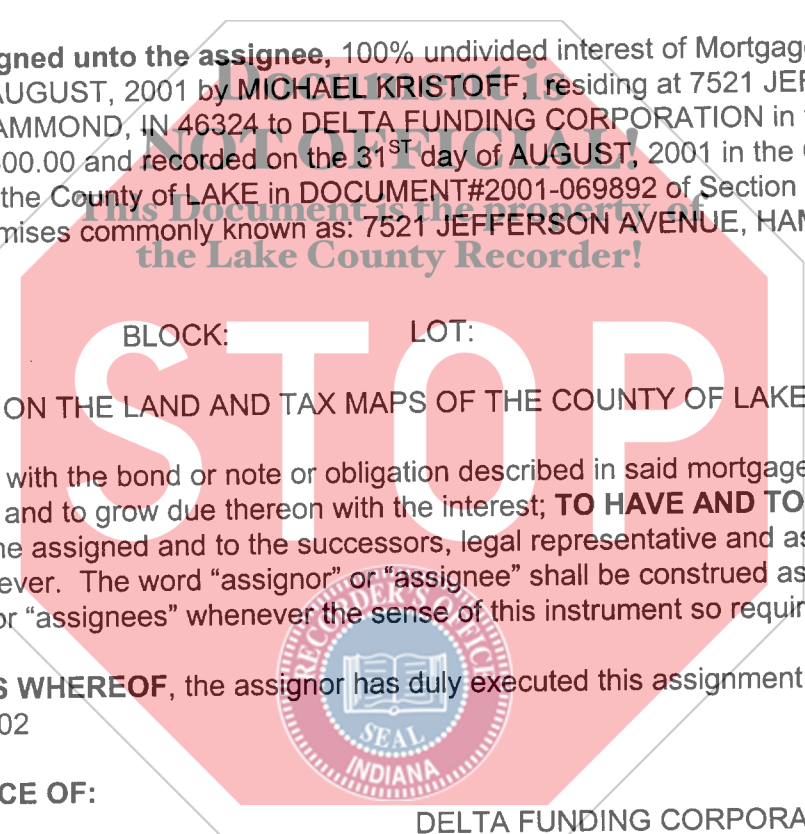 gned unto the assignee, 100% undivided interest of Mortgag
AUGUST, 2001 by MICHAEL KRISTOFF, residing at 7521 JEF
AMMOND, IN 46324 to DELTA FUNDING CORPORATION in
00.00 and recorded on the 31ST day of AUGUST, 2001 in the
the County of LAKE in DOCUMENT#2001-069892 of Section
mises commonly known as: 7521 JEFFERSON AVENUE, HAM
Document is
NOT OFFICIAL!
This Document is the property of
the Lake County Recorder!
BLOCK: LOT:
STOP
ON THE LAND AND TAX MAPS OF THE COUNTY OF LAKE
with the bond or note or obligation described in said mortgage
and to grow due thereon with the interest; TO HAVE AND TO
he assigned and to the successors, legal representative and as
ever. The word “assignor” or “assignee” shall be construed as
or “assignees” whenever the sense of this instrument so requir
RECORDER'S OFFICE
SEAL
INDIANA
S WHEREOF, the assignor has duly executed this assignment
02
CE OF:
DELTA FUNDING CORPORA